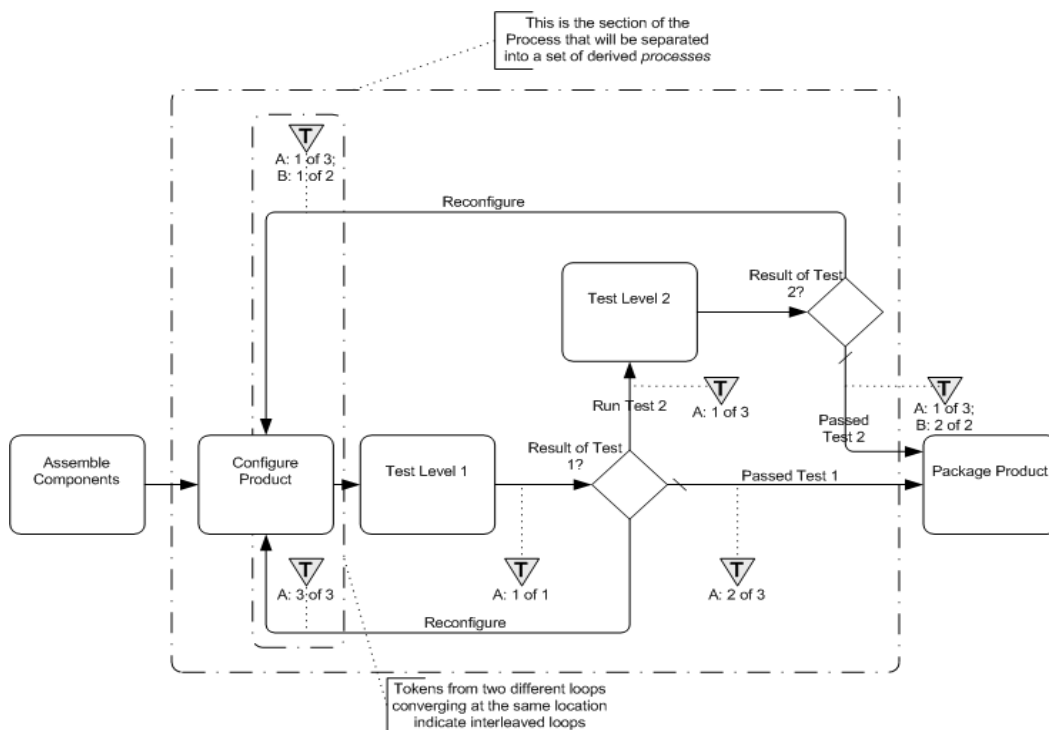 This is the section of the
Process that will be separated
into a set of derived processes
T
A: 1 of 3;
B: 1 of 2
Reconfigure
Test Level 2
Result of Test
2?
T
A: 1 of 3
Run Test 2
T
A: 1 of 3;
B: 2 of 2
Passed
Test 2
Assemble
Components
Configure
Product
Test Level 1
Result of Test
1?
Passed Test 1
Package Product
T
A: 3 of 3
T
A: 1 of 1
T
A: 2 of 3
Reconfigure
Tokens from two different loops
converging at the same location
indicate interleaved loops